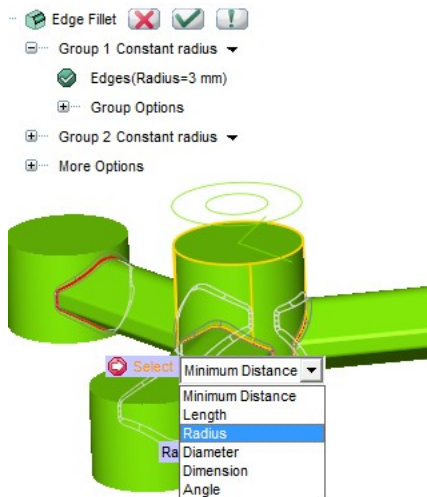 Edge Fillet
Group 1 Constant radius
Edges(Radius=3 mm)
Group Options
Group 2 Constant radius
More Options
Select Minimum Distance
Minimum Distance
Length
Radius
Ra Diameter
Dimension
Angle